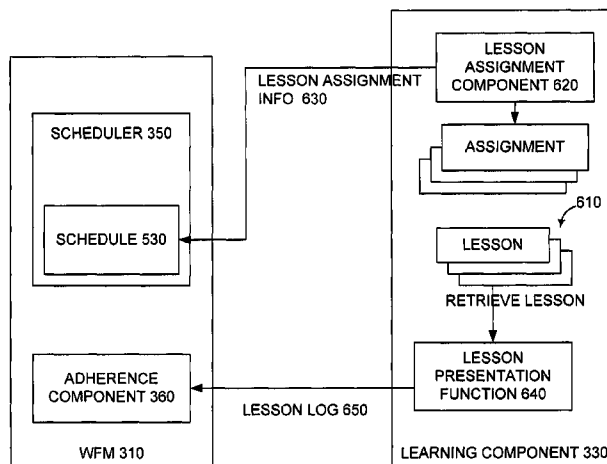 LESSON
ASSIGNMENT
COMPONENT 620
LESSON ASSIGNMENT
INFO 630
SCHEDULER 350
ASSIGNMENT
610
SCHEDULE 530
LESSON
RETRIEVE LESSON
LESSON
PRESENTATION
FUNCTION 640
ADHERENCE
COMPONENT 360
LESSON LOG 650
WFM 310
LEARNING COMPONENT 330